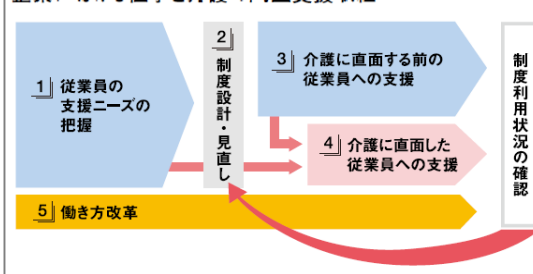 1 従業員の
支援ニーズの
把握
2 制度設計・見直し
3 介護に直面する前の
従業員への支援
4 介護に直面した
従業員への支援
制度利用状況の確認
5 働き方改革